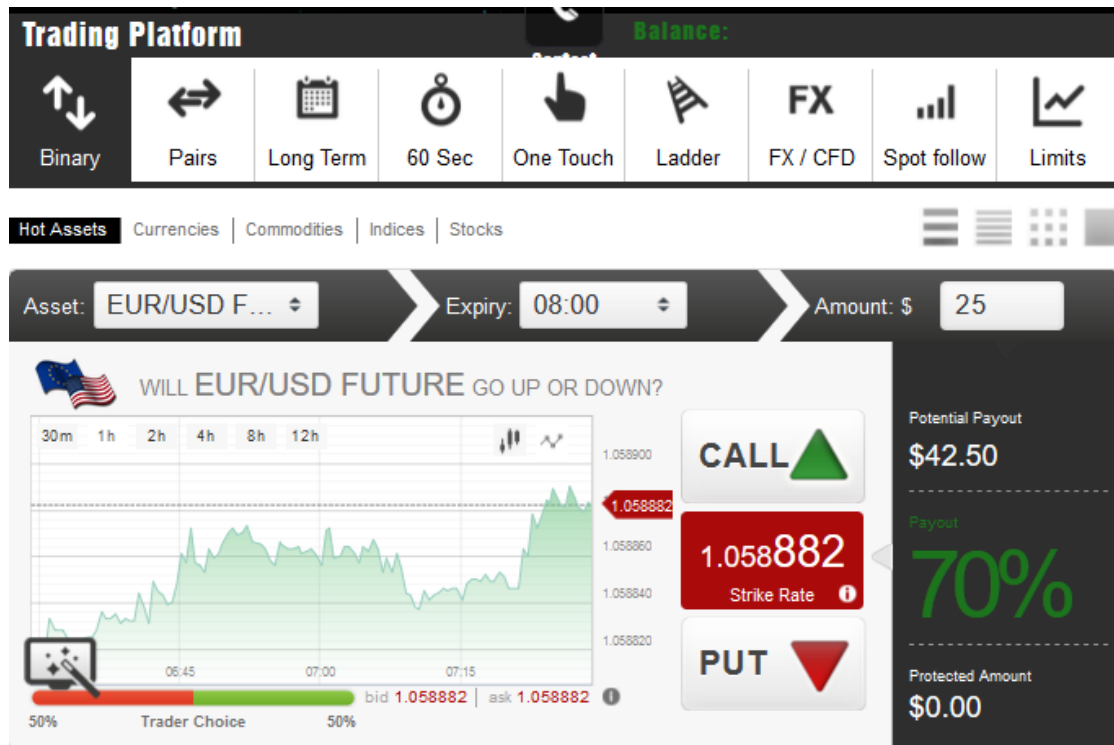 Trading Platform
Balance:
Binary
Pairs
Long Term
60 Sec
One Touch
Ladder
FX
FX / CFD
Spot follow
Limits
Hot Assets
Currencies
Commodities
Indices
Stocks
Asset: EUR/USD F...
Expiry: 08:00
Amount: $ 25
WILL EUR/USD FUTURE GO UP OR DOWN?
30m 1h 2h 4h 8h 12h
1.058900
1.058882
1.058860
1.058840
1.058820
06:45 07:00 07:15
bid 1.058882 ask 1.058882
50% Trader Choice 50%
CALL
1.058882
Strike Rate
PUT
Potential Payout
$42.50
Payout
70%
Protected Amount
$0.00